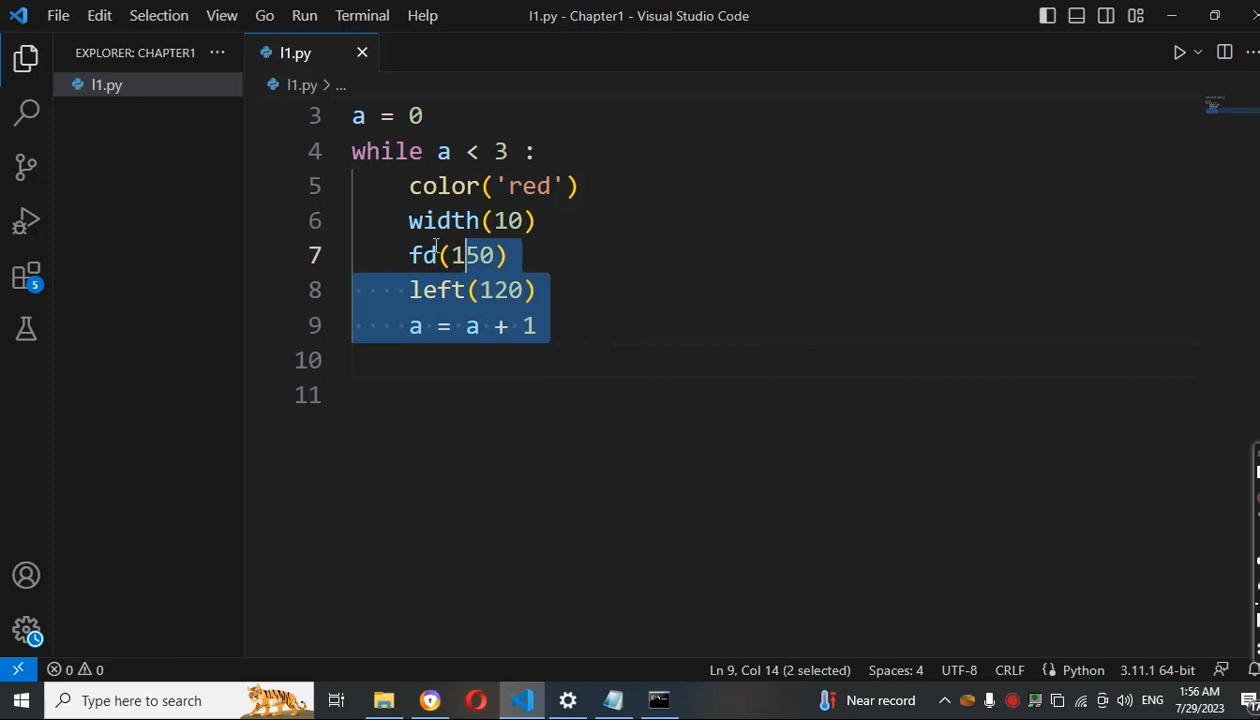 File Edit Selection View Go Run Terminal Help
l1.py - Chapter1 - Visual Studio Code
EXPLORER: CHAPTER1 ...
l1.py
l1.py
l1.py > ...
3 a = 0
4 while a < 3 :
5 color('red')
6 width(10)
7 fd(150)
8 left(120)
9 a = a + 1
10
11
5
0 0
Ln 9, Col 14 (2 selected)
Spaces: 4
UTF-8
CRLF
Python
3.11.1 64-bit
Type here to search
Near record
ENG
1:56 AM
7/29/2023